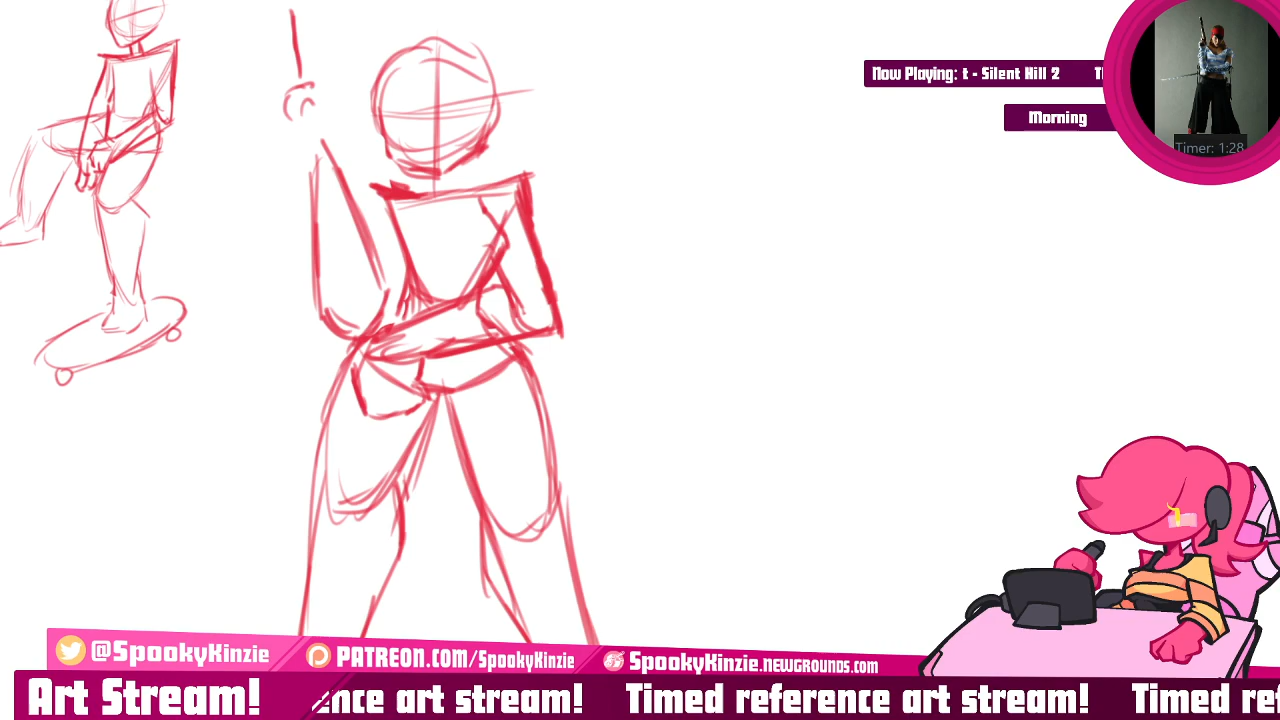 Now Playing: t - Silent Hill 2 T
Morning
Timer: 1:28
@SpookyKinzie
PATREON.COM/SpookyKinzie
SpookyKinzie.NEWGROUNDS.COM
Art Stream!
ence art stream! Timed reference art stream! Timed re